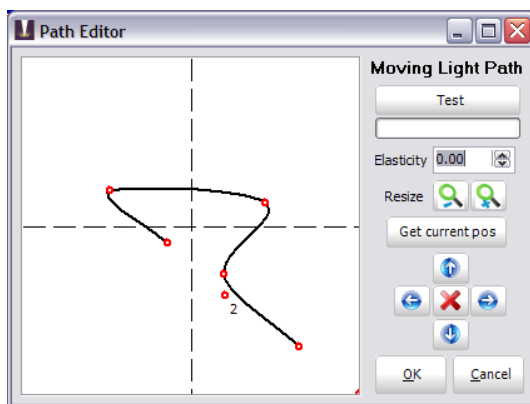 Path Editor
Moving Light Path
Test
Elasticity 0.00
Resize
Get current pos
2
OK
Cancel